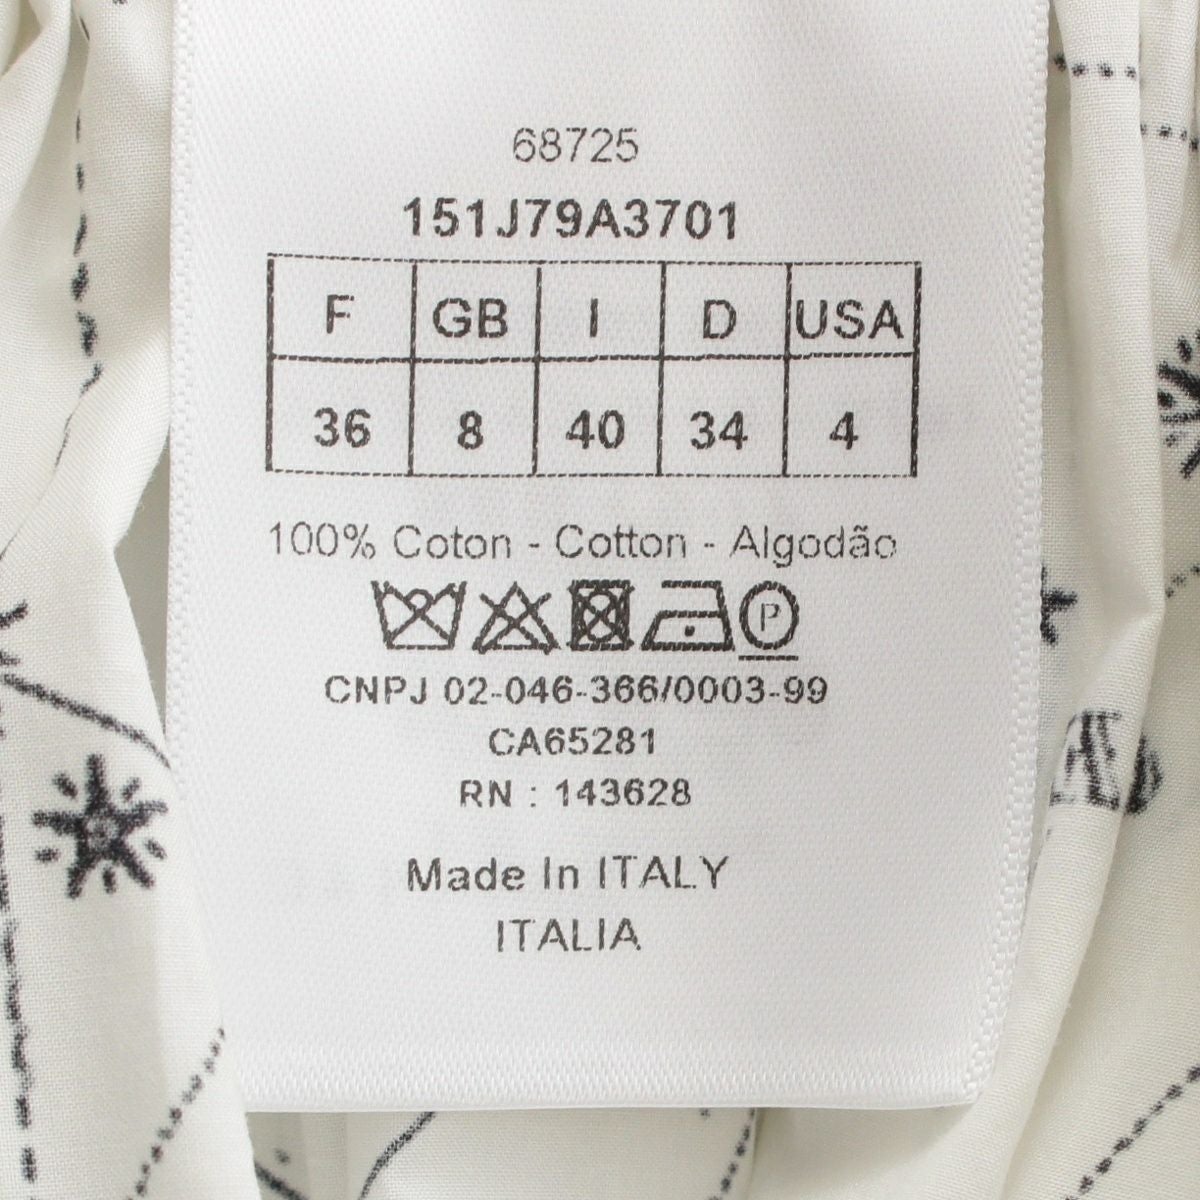 68725
151J79A3701
F GB I D USA
36 8 40 34 4
100% Coton - Cotton - Algodão
P
CNPJ 02-046-366/0003-99
CA65281
RN : 143628
Made In ITALY
ITALIA